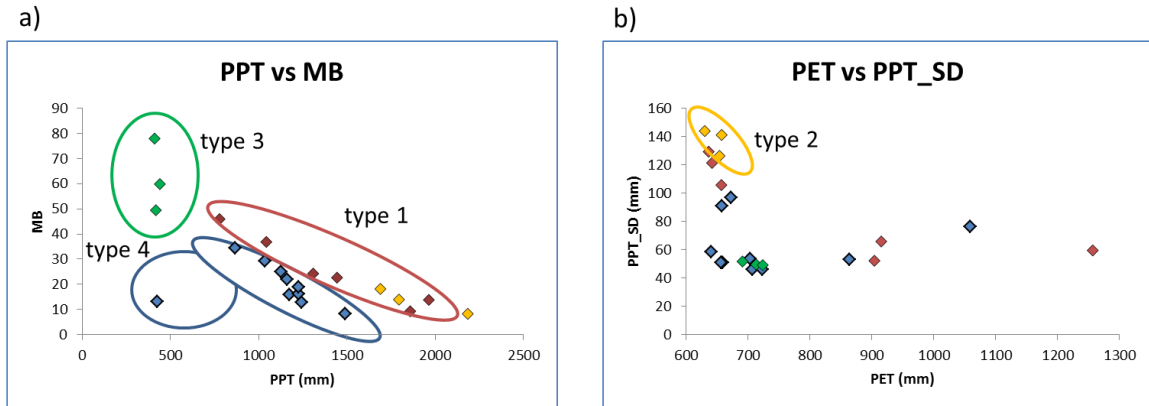 a)
PPT vs MB
90
80
70
60
50
40
30
20
10
0
MB
type 3
type 1
type 4
0 500 1000 1500 2000 2500
PPT (mm)
b)
PET vs PPT_SD
160
140
120
100
80
60
40
20
0
PPT_SD (mm)
type 2
600 700 800 900 1000 1100 1200 1300
PET (mm)